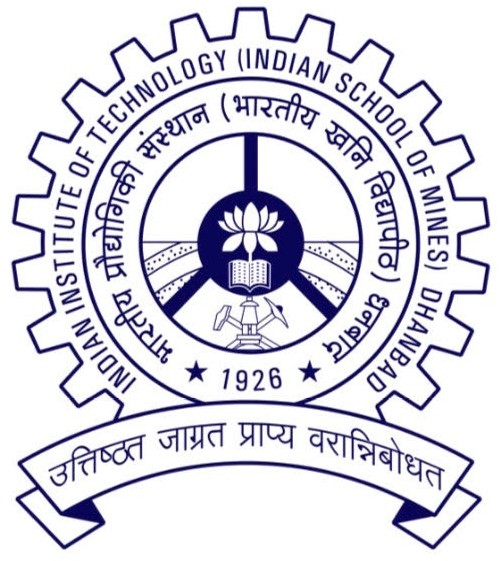 INDIAN INSTITUTE OF TECHNOLOGY (INDIAN SCHOOL OF MINES) DHANBAD
भारतीय प्रौद्योगिकी संस्थान (भारतीय खनि विद्यापीठ) धनबाद
★ 1926 ★
उत्तिष्ठत जाग्रत प्राप्य वरान्निबोधत